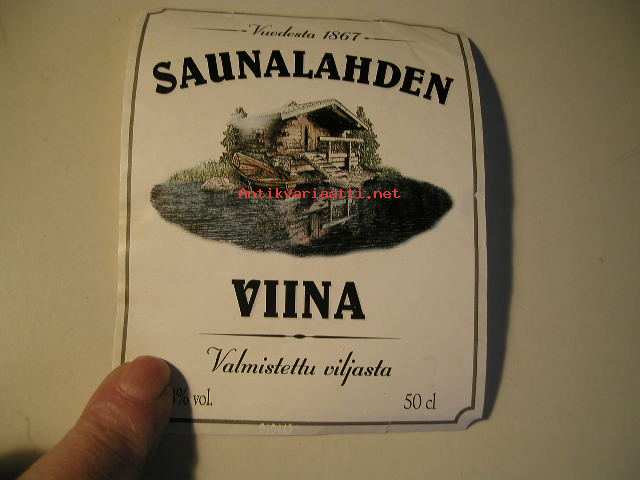 Vuodesta 1867
SAUNALAHDEN
Antikvariaatti.net
VIINA
Valmistettu viljasta
% vol.
50 cl